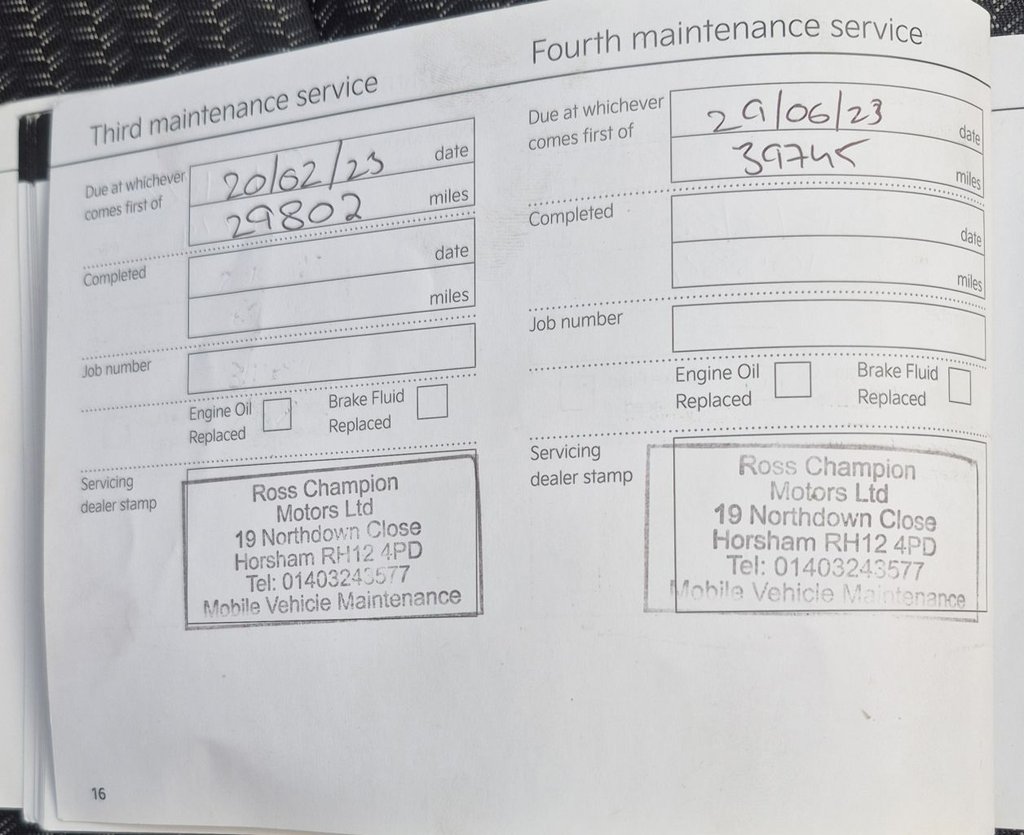 Third maintenance service
Due at whichever
comes first of
20/02/23 date
29802 miles
Completed
date
miles
Job number
Engine Oil
Replaced
Brake Fluid
Replaced
Servicing
dealer stamp
Ross Champion
Motors Ltd
19 Northdown Close
Horsham RH12 4PD
Tel: 01403243577
Mobile Vehicle Maintenance
16
Fourth maintenance service
Due at whichever
comes first of
29/06/23 date
39745 miles
Completed
date
miles
Job number
Engine Oil
Replaced
Brake Fluid
Replaced
Servicing
dealer stamp
Ross Champion
Motors Ltd
19 Northdown Close
Horsham RH12 4PD
Tel: 01403243577
Mobile Vehicle Maintenance